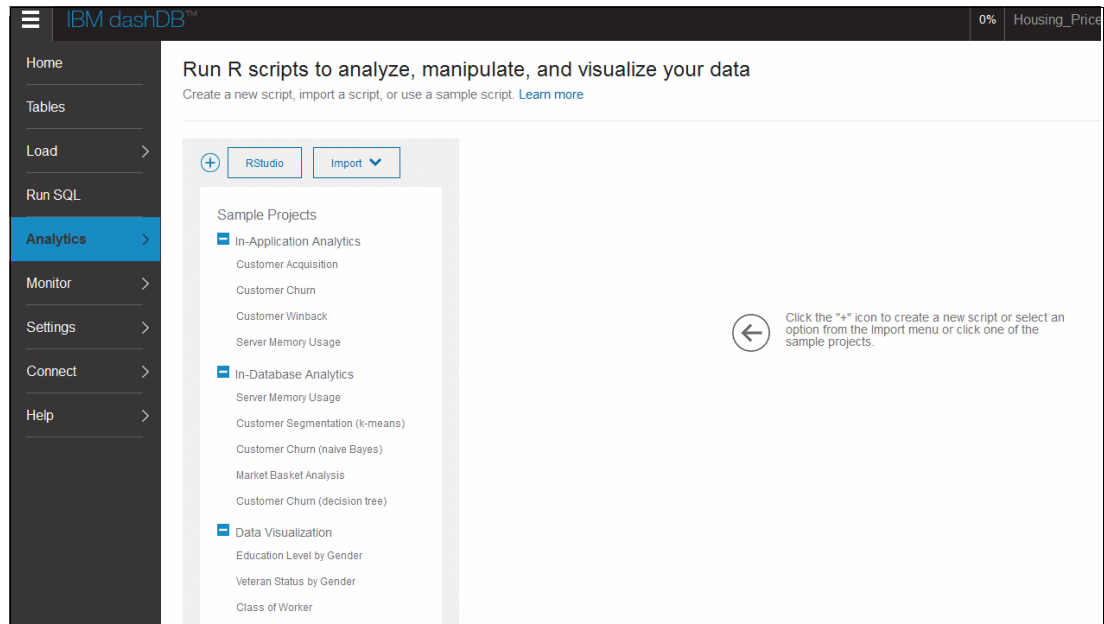 IBM dashDB™
0%
Housing_Price
Home
Tables
Load
Run SQL
Analytics
Monitor
Settings
Connect
Help
Run R scripts to analyze, manipulate, and visualize your data
Create a new script, import a script, or use a sample script. Learn more
RStudio
Import
Sample Projects
In-Application Analytics
Customer Acquisition
Customer Churn
Customer Winback
Server Memory Usage
In-Database Analytics
Server Memory Usage
Customer Segmentation (k-means)
Customer Churn (naive Bayes)
Market Basket Analysis
Customer Churn (decision tree)
Data Visualization
Education Level by Gender
Veteran Status by Gender
Class of Worker
Click the "+" icon to create a new script or select an
option from the Import menu or click one of the
sample projects.